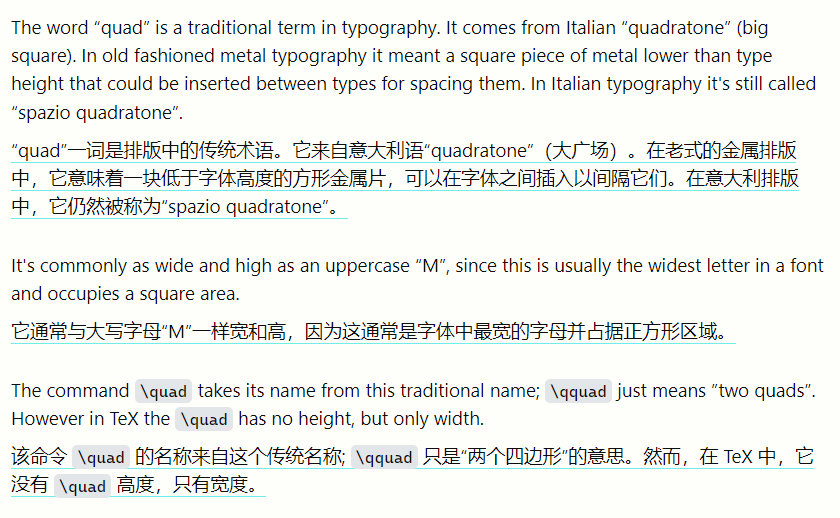 The word “quad” is a traditional term in typography. It comes from Italian “quadratone” (big
square). In old fashioned metal typography it meant a square piece of metal lower than type
height that could be inserted between types for spacing them. In Italian typography it's still called
“spazio quadratone”.
“quad”一词是排版中的传统术语。它来自意大利语“quadratone”（大广场）。在老式的金属排版
中，它意味着一块低于字体高度的方形金属片，可以在字体之间插入以间隔它们。在意大利排版
中，它仍然被称为“spazio quadratone”。
It's commonly as wide and high as an uppercase “M”, since this is usually the widest letter in a font
and occupies a square area.
它通常与大写字母“M”一样宽和高，因为这通常是字体中最宽的字母并占据正方形区域。
The command \quad takes its name from this traditional name; \qquad just means “two quads”.
However in TeX the \quad has no height, but only width.
该命令 \quad 的名称来自这个传统名称; \qquad 只是“两个四边形”的意思。然而，在 TeX 中，它
没有 \quad 高度，只有宽度。